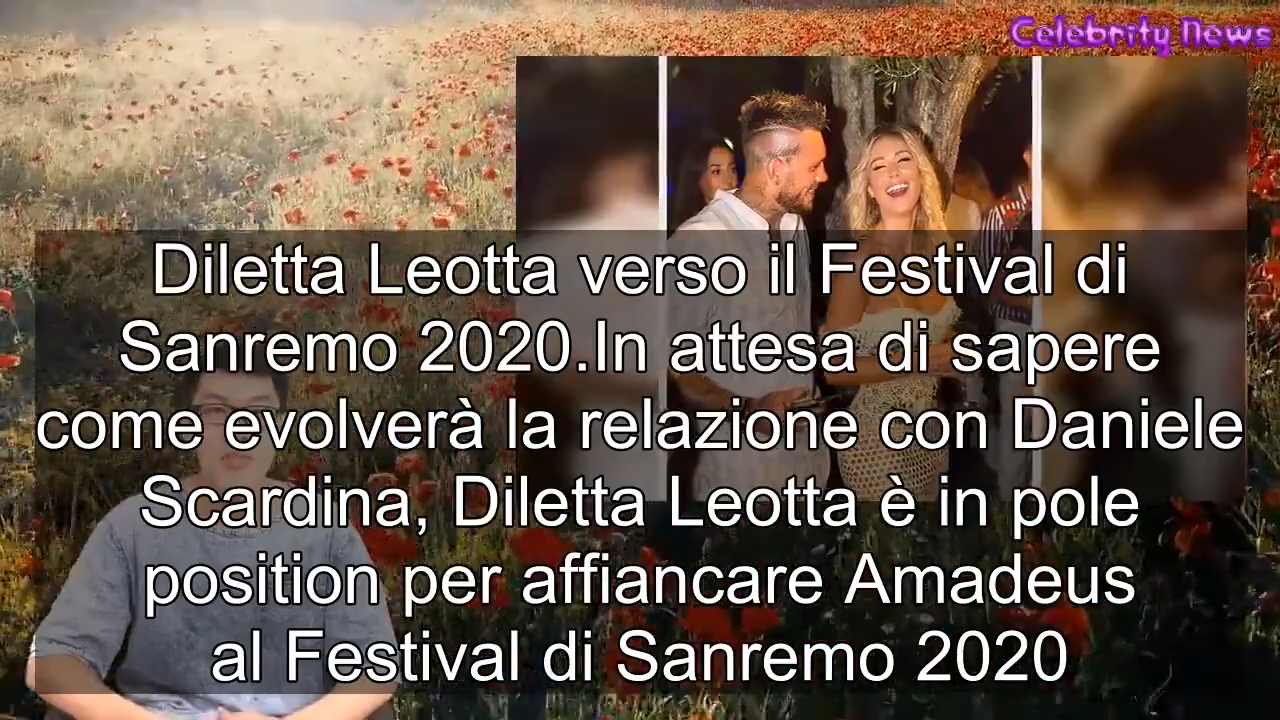 Celebrity News
Diletta Leotta verso il Festival di
Sanremo 2020.In attesa di sapere
come evolverà la relazione con Daniele
Scardina, Diletta Leotta è in pole
position per affiancare Amadeus
al Festival di Sanremo 2020